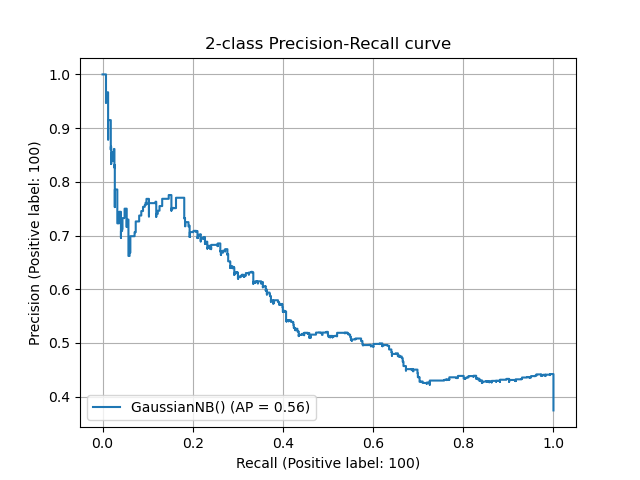 2-class Precision-Recall curve
1.0
0.9
0.8
0.7
0.6
0.5
0.4
Precision (Positive label: 100)
GaussianNB() (AP = 0.56)
0.0 0.2 0.4 0.6 0.8 1.0
Recall (Positive label: 100)